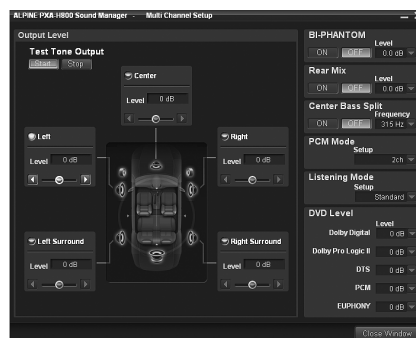 ALPINE PXA-H800 Sound Manager - Multi Channel Setup
Output Level
Test Tone Output
Start Stop
Center
Level 0 dB
Left
Level 0 dB
Right
Level 0 dB
Left Surround
Level 0 dB
Right Surround
Level 0 dB
BI-PHANTOM
Level
ON OFF 0.0 dB
Rear Mix
Level
ON OFF 0.0 dB
Center Bass Split
Frequency
ON OFF 315 Hz
PCM Mode
Setup
2ch
Listening Mode
Setup
Standard
DVD Level
Level
Dolby Digital 0 dB
Dolby Pro Logic II 0 dB
DTS 0 dB
PCM 0 dB
EUPHONY 0 dB
Close Window